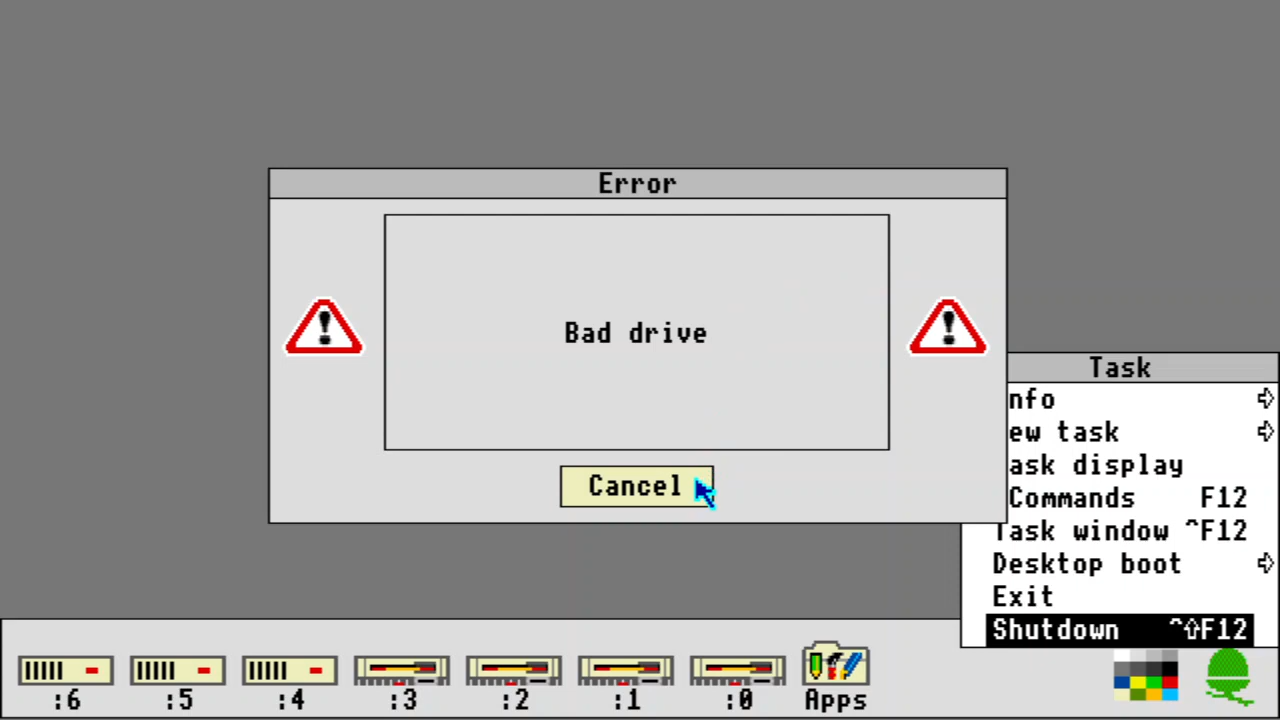 Error
Bad drive
Cancel
Task
nfo
ew task
ask display
Commands F12
Task window ^F12
Desktop boot
Exit
Shutdown ^⇧F12
:6 :5 :4 :3 :2 :1 :0 Apps